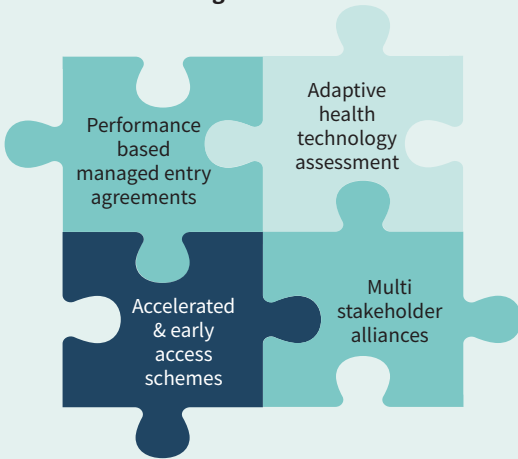 Performance
based
managed entry
agreements
Adaptive
health
technology
assessment
Accelerated
& early
access
schemes
Multi
stakeholder
alliances